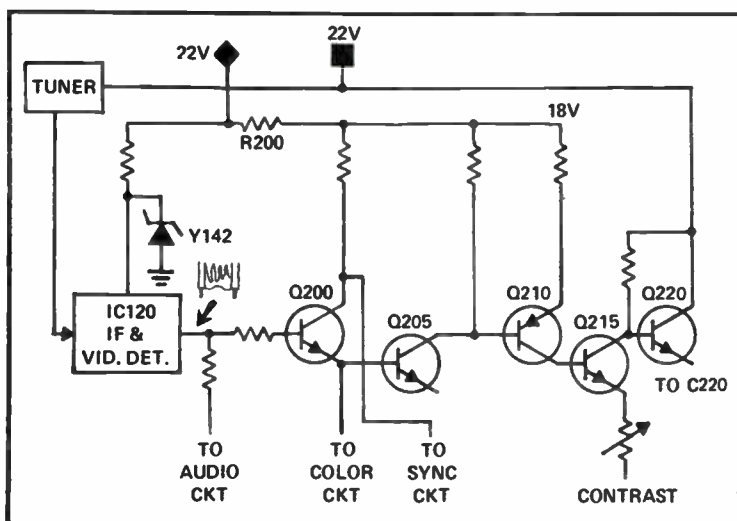 22V
22V
TUNER
18V
R200
Y142
Q200
Q205
Q210
Q215
Q220
IC120
IF &
VID. DET.
TO C220
TO
AUDIO
CKT
TO
COLOR
CKT
TO
SYNC
CKT
CONTRAST